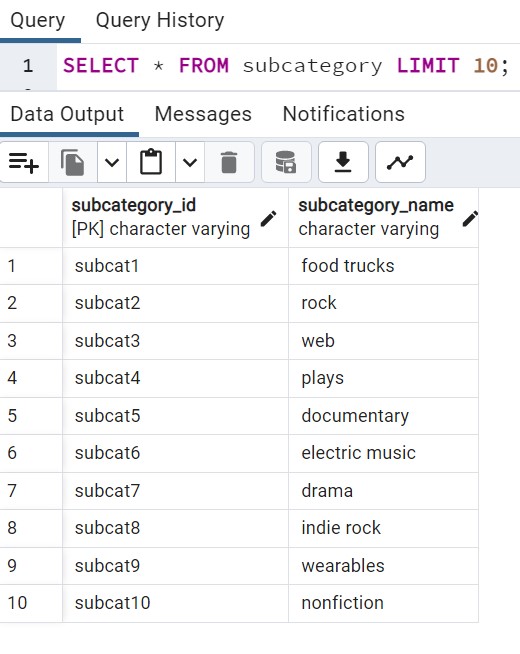 Query Query History
1 SELECT * FROM subcategory LIMIT 10;
Data Output Messages Notifications
subcategory_id subcategory_name
[PK] character varying character varying
1 subcat1 food trucks
2 subcat2 rock
3 subcat3 web
4 subcat4 plays
5 subcat5 documentary
6 subcat6 electric music
7 subcat7 drama
8 subcat8 indie rock
9 subcat9 wearables
10 subcat10 nonfiction